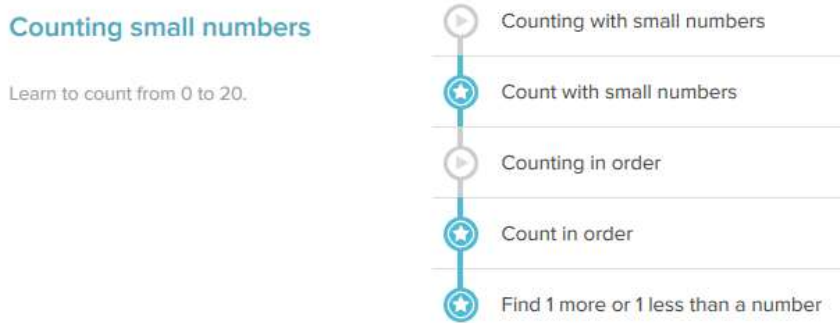 Counting small numbers
Learn to count from 0 to 20.
Counting with small numbers
Count with small numbers
Counting in order
Count in order
Find 1 more or 1 less than a number